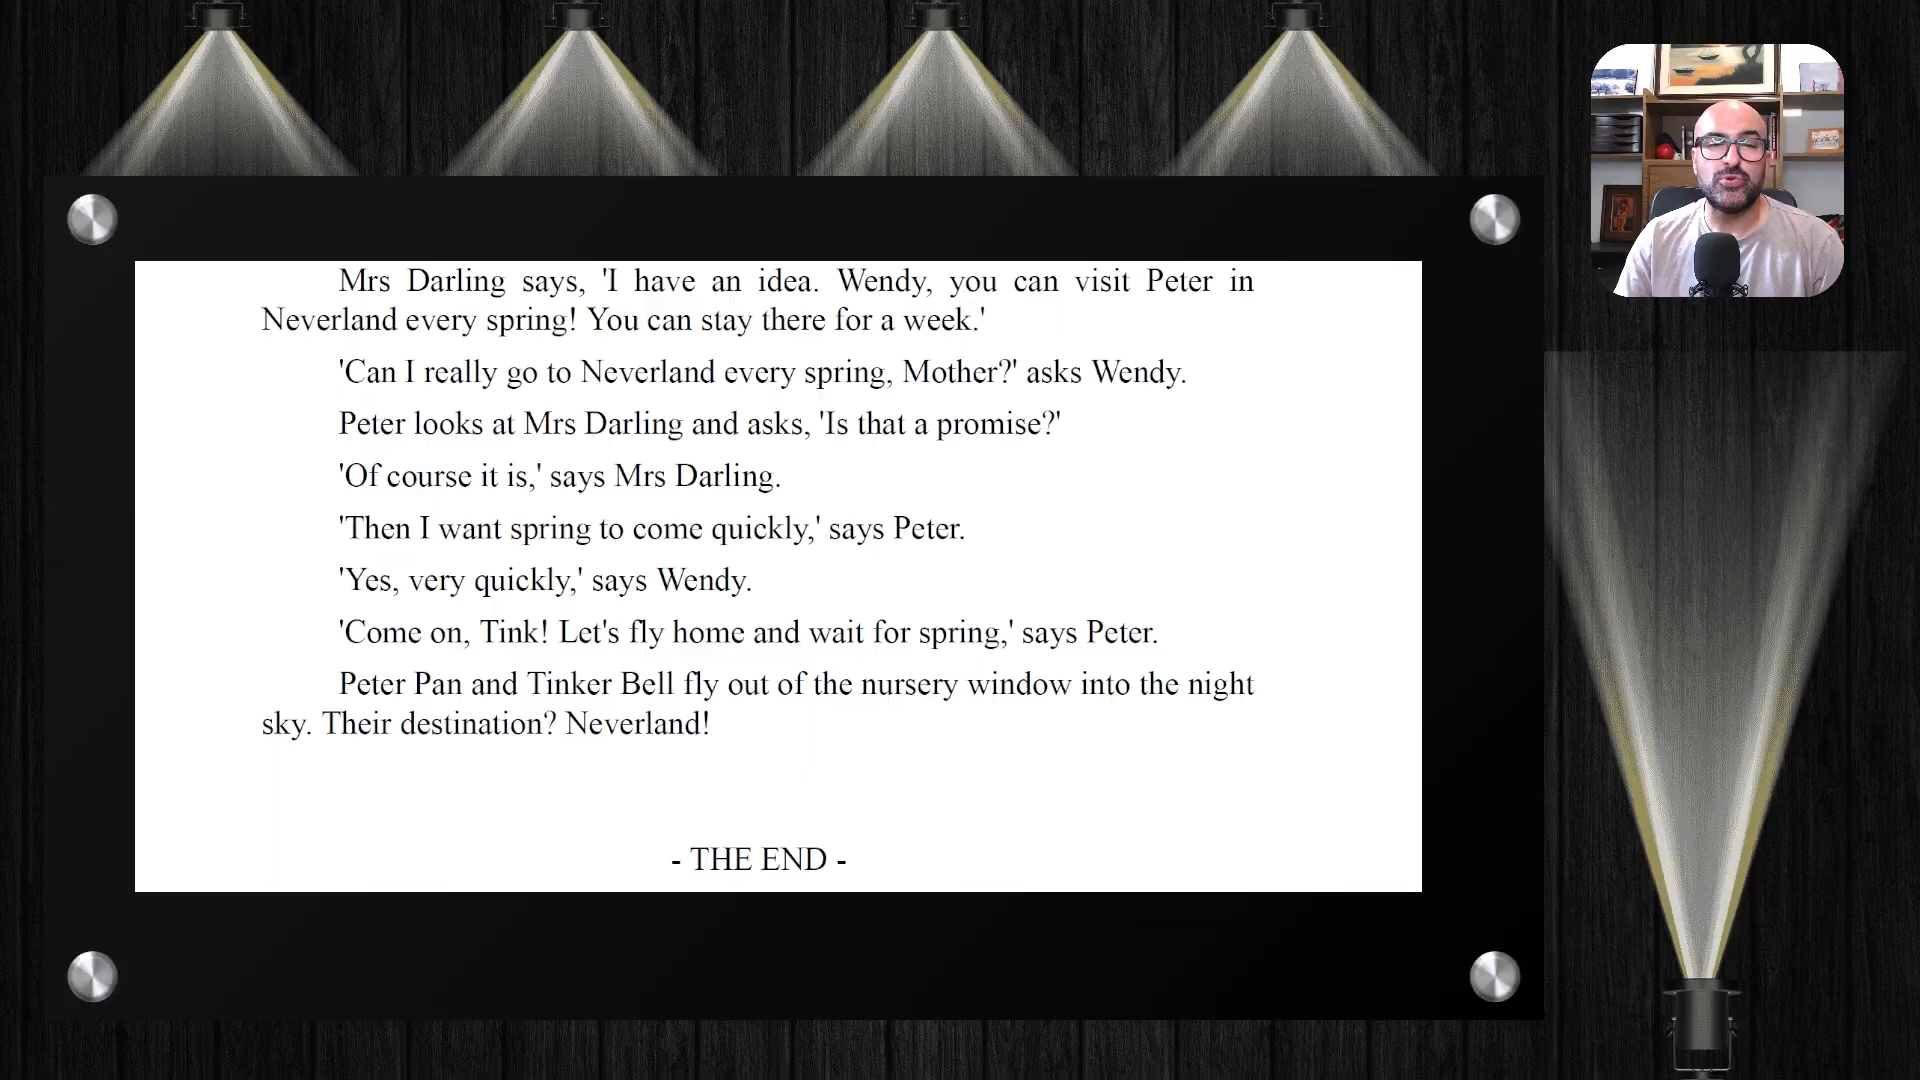 Mrs Darling says, 'I have an idea. Wendy, you can visit Peter in
Neverland every spring! You can stay there for a week.'
'Can I really go to Neverland every spring, Mother?' asks Wendy.
Peter looks at Mrs Darling and asks, 'Is that a promise?'
'Of course it is,' says Mrs Darling.
'Then I want spring to come quickly,' says Peter.
'Yes, very quickly,' says Wendy.
'Come on, Tink! Let's fly home and wait for spring,' says Peter.
Peter Pan and Tinker Bell fly out of the nursery window into the night
sky. Their destination? Neverland!
- THE END -